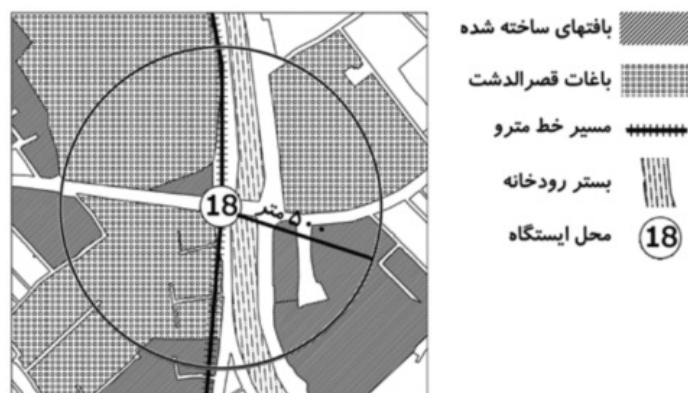 بافتهای ساخته شده
باغات قصرالدشت
مسیر خط مترو
بستر رودخانه
محل ایستگاه
18
18
۵۰۰ متر